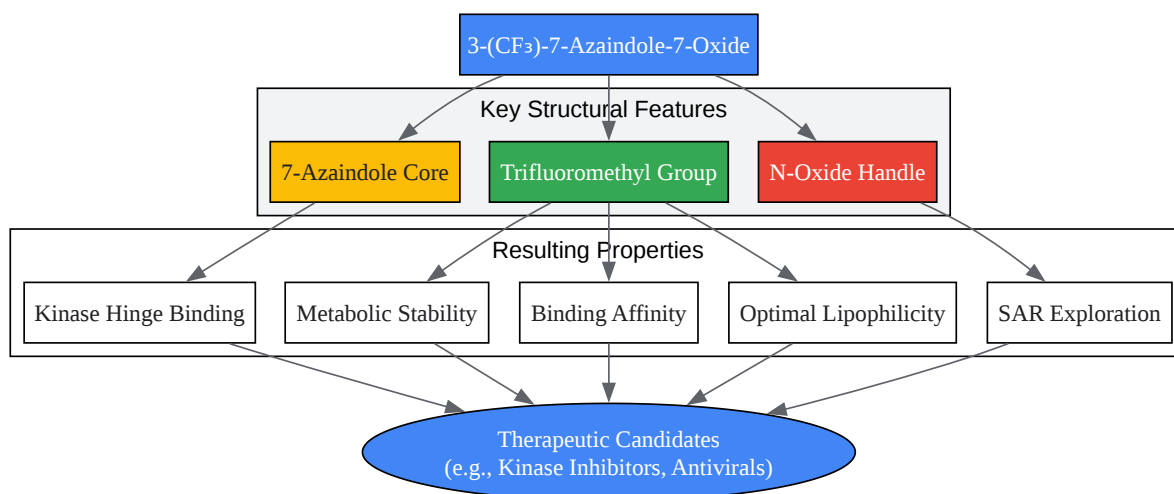 3-(CF₃)-7-Azaindole-7-Oxide
Key Structural Features
7-Azaindole Core
Trifluoromethyl Group
N-Oxide Handle
Resulting Properties
Kinase Hinge Binding
Metabolic Stability
Binding Affinity
Optimal Lipophilicity
SAR Exploration
Therapeutic Candidates
(e.g., Kinase Inhibitors, Antivirals)